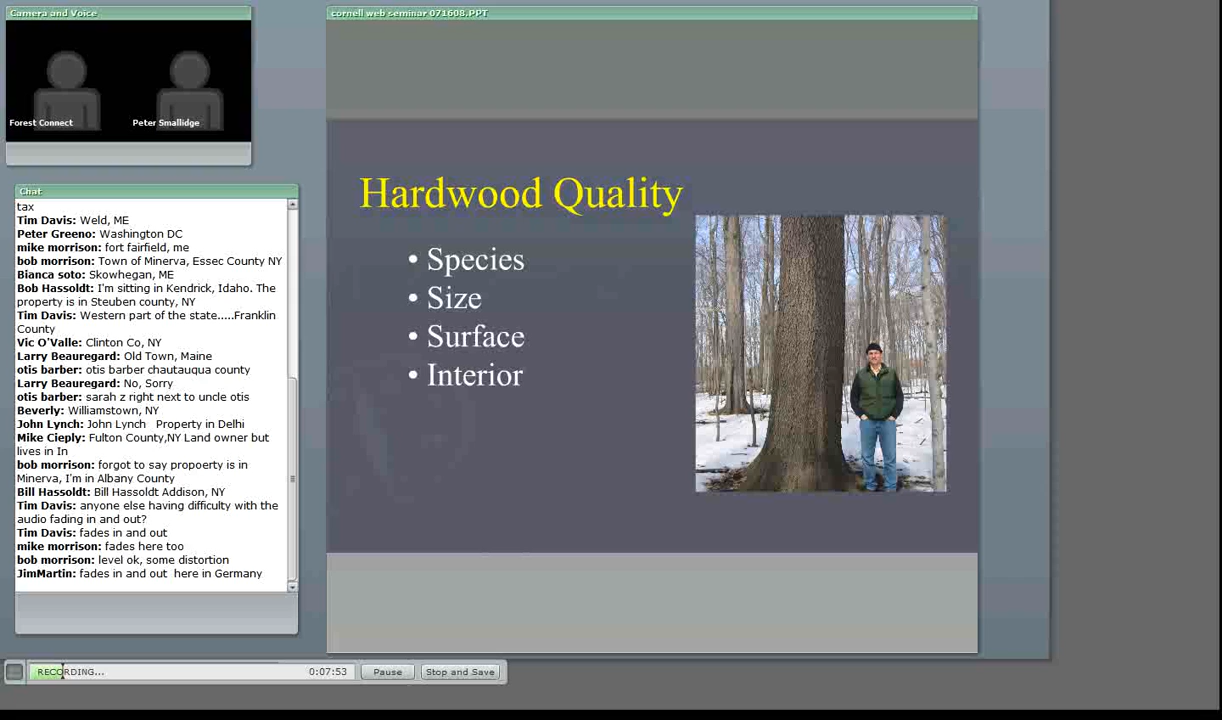 Camera and Voice
Forest Connect
Peter Smallidge
Chat
tax
Tim Davis: Weld, ME
Peter Greeno: Washington DC
mike morrison: fort fairfield, me
bob morrison: Town of Minerva, Essec County NY
Bianca soto: Skowhegan, ME
Bob Hassoldt: I'm sitting in Kendrick, Idaho. The
property is in Steuben county, NY
Tim Davis: Western part of the state.....Franklin
County
Vic O'Valle: Clinton Co, NY
Larry Beauregard: Old Town, Maine
otis barber: otis barber chautauqua county
Larry Beauregard: No, Sorry
otis barber: sarah z right next to uncle otis
Beverly: Williamstown, NY
John Lynch: John Lynch   Property in Delhi
Mike Cieply: Fulton County,NY Land owner but
lives in In
bob morrison: forgot to say propoerty is in
Minerva, I'm in Albany County
Bill Hassoldt: Bill Hassoldt Addison, NY
Tim Davis: anyone else having difficulty with the
audio fading in and out?
Tim Davis: fades in and out
mike morrison: fades here too
bob morrison: level ok, some distortion
JimMartin: fades in and out  here in Germany
cornell web seminar 071608.PPT
Hardwood Quality
• Species
• Size
• Surface
• Interior
RECORDING...
0:07:53
Pause
Stop and Save